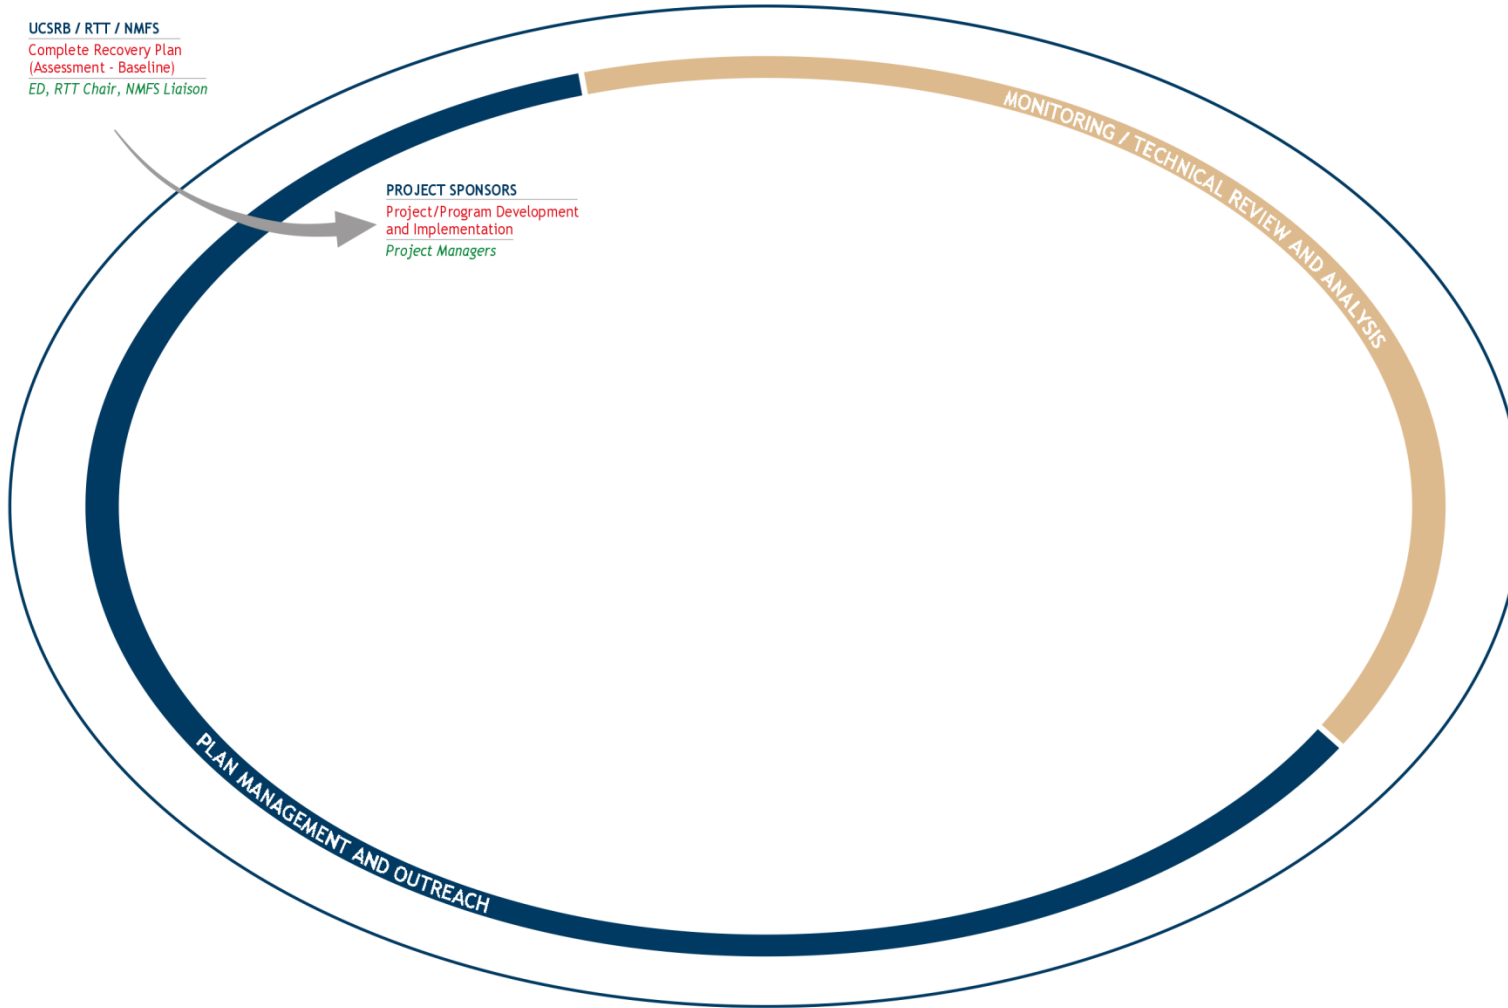 UCSRB / RTT / NMFS
Complete Recovery Plan
(Assessment - Baseline)
ED, RTT Chair, NMFS Liaison
PROJECT SPONSORS
Project/Program Development
and Implementation
Project Managers
MONITORING / TECHNICAL REVIEW AND ANALYSIS
PLAN MANAGEMENT AND OUTREACH